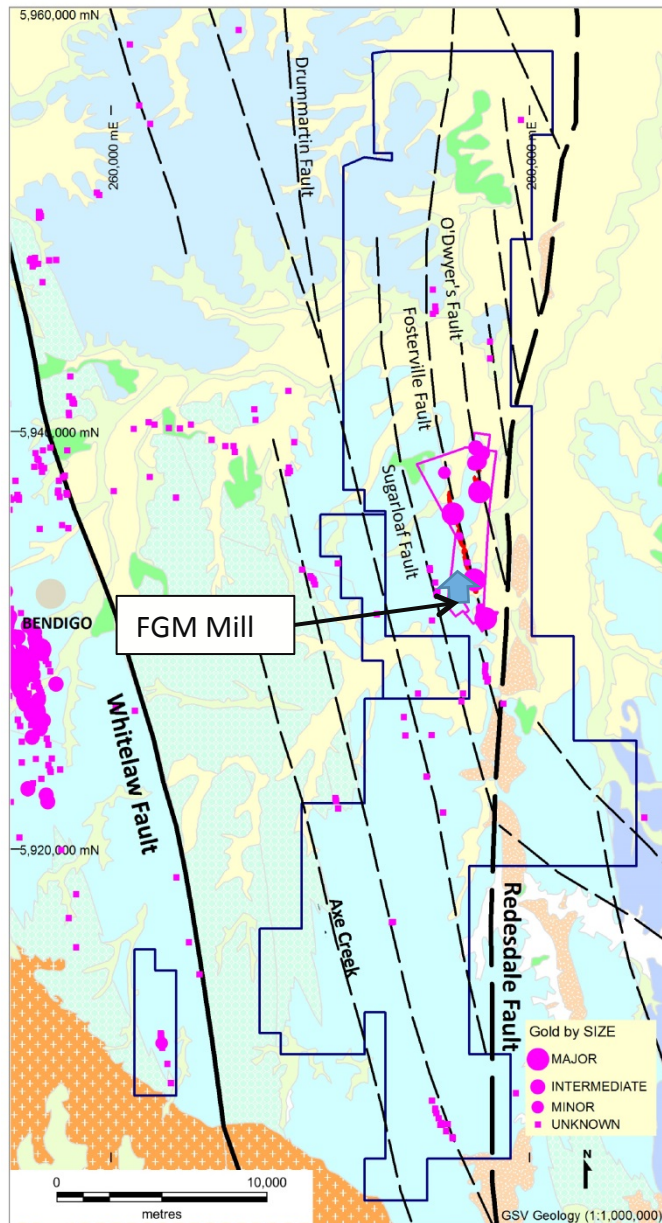 5,960,000 mN
260,000 mE
280,000 mE
Drummartin Fault
O'Dwyer's Fault
Fosterville Fault
Sugarloaf Fault
5,940,000 mN
BENDIGO
FGM Mill
Whitelaw Fault
5,920,000 mN
Axe Creek
Redesdale Fault
Gold by SIZE
MAJOR
INTERMEDIATE
MINOR
UNKNOWN
N
0 10,000
metres
GSV Geology (1:1,000,000)